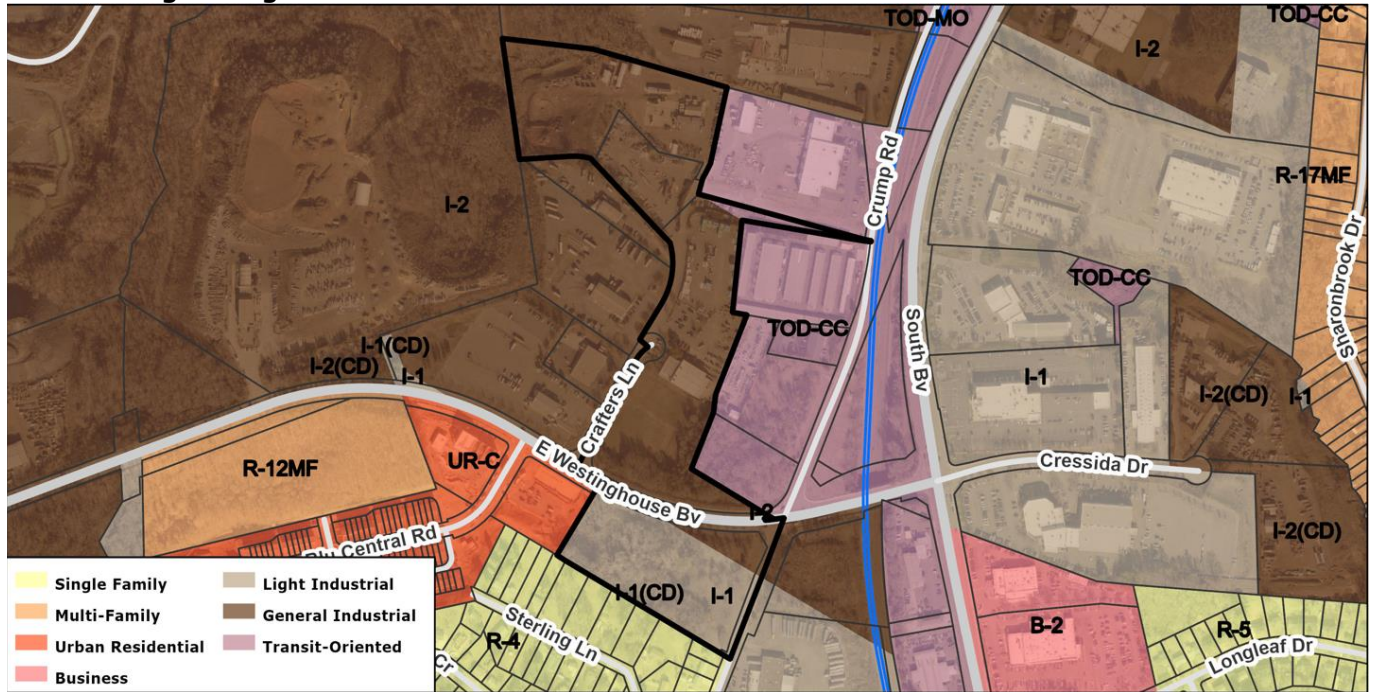 TOD-MO
TOD-CC
I-2
R-17MF
I-2
Crump Rd
Sharonbrook Dr
TOD-CC
TOD-CC
South Bv
I-1(CD)
I-2(CD)
I-1
I-1
I-2(CD)
I-1
Crafters Ln
R-12MF
UR-C
E Westinghouse Bv
Cressida Dr
I-2
I-2(CD)
Central Rd
I-1(CD)
I-1
R-4
Sterling Ln
Cr
B-2
R-5
Longleaf Dr
Single Family
Multi-Family
Urban Residential
Business
Light Industrial
General Industrial
Transit-Oriented